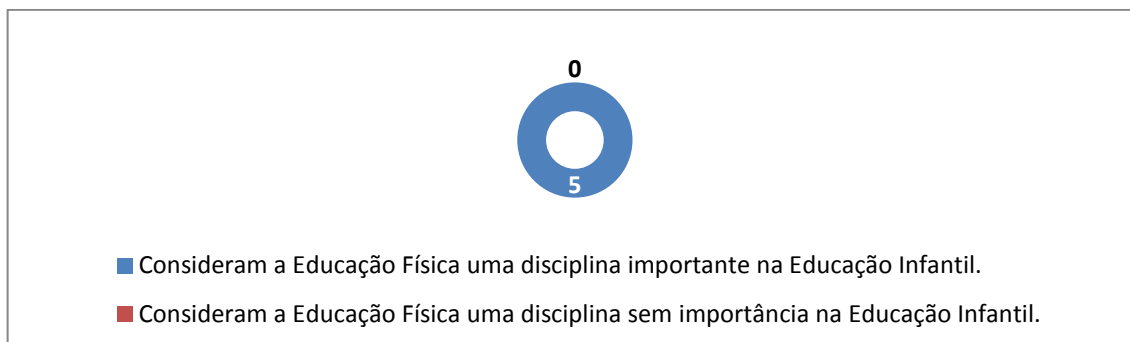 0
5
Consideram a Educação Física uma disciplina importante na Educação Infantil.
Consideram a Educação Física uma disciplina sem importância na Educação Infantil.